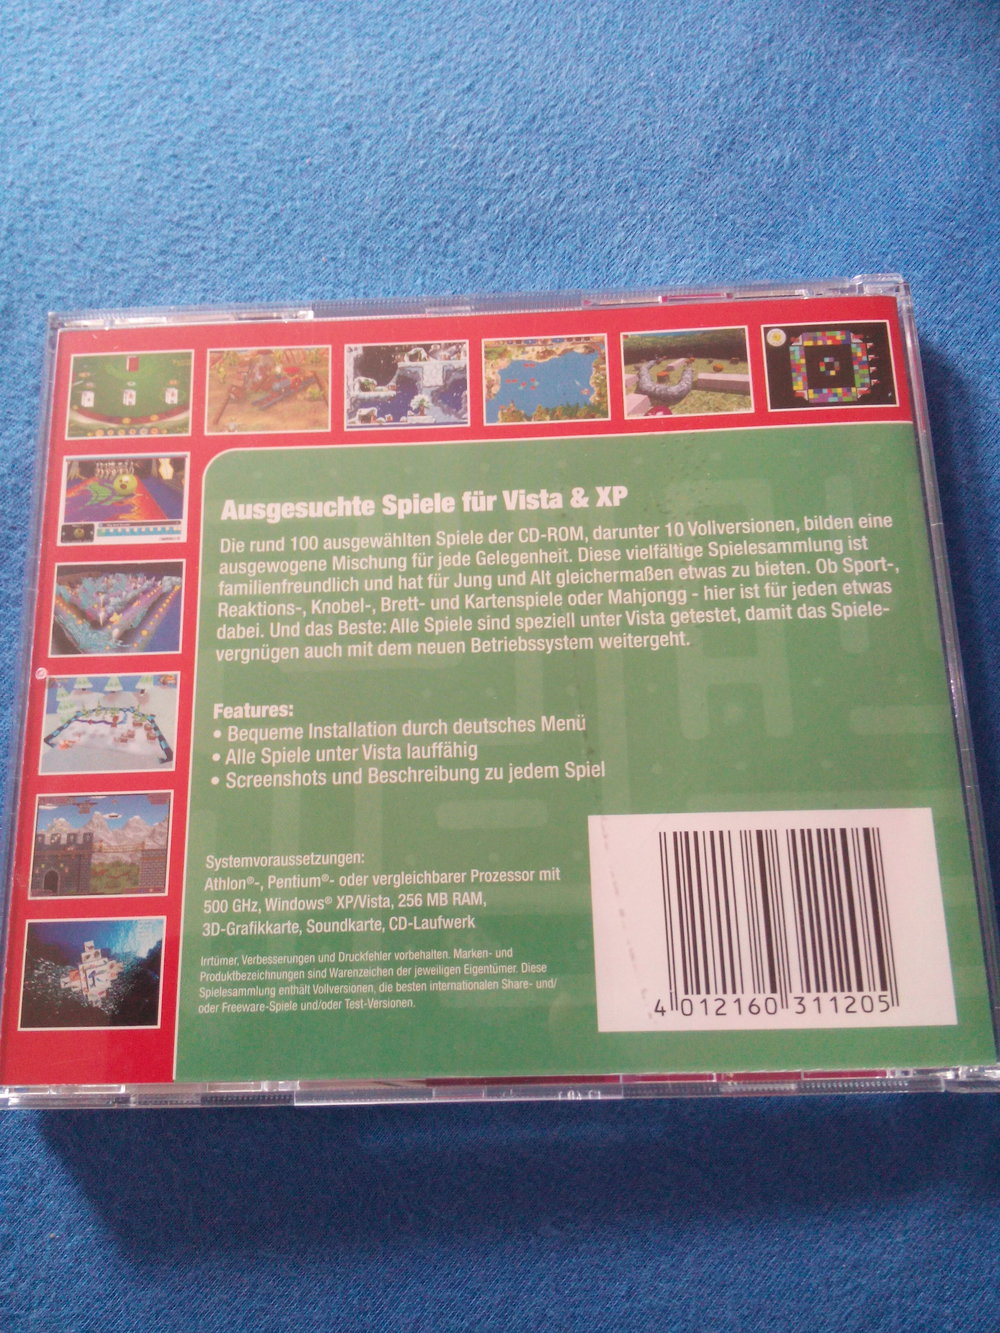 Ausgesuchte Spiele für Vista & XP
Die rund 100 ausgewählten Spiele der CD-ROM, darunter 10 Vollversionen, bilden eine
ausgewogene Mischung für jede Gelegenheit. Diese vielfältige Spielesammlung ist
familienfreundlich und hat für Jung und Alt gleichermaßen etwas zu bieten. Ob Sport-,
Reaktions-, Knobel-, Brett- und Kartenspiele oder Mahjongg - hier ist für jeden etwas
dabei. Und das Beste: Alle Spiele sind speziell unter Vista getestet, damit das Spiele-
vergnügen auch mit dem neuen Betriebssystem weitergeht.
Features:
• Bequeme Installation durch deutsches Menü
• Alle Spiele unter Vista lauffähig
• Screenshots und Beschreibung zu jedem Spiel
Systemvoraussetzungen:
Athlon®-, Pentium®- oder vergleichbarer Prozessor mit
500 GHz, Windows® XP/Vista, 256 MB RAM,
3D-Grafikkarte, Soundkarte, CD-Laufwerk
Irrtümer, Verbesserungen und Druckfehler vorbehalten. Marken- und
Produktbezeichnungen sind Warenzeichen der jeweiligen Eigentümer. Diese
Spielesammlung enthält Vollversionen, die besten internationalen Share- und/
oder Freeware-Spiele und/oder Test-Versionen.
4 012160 311205